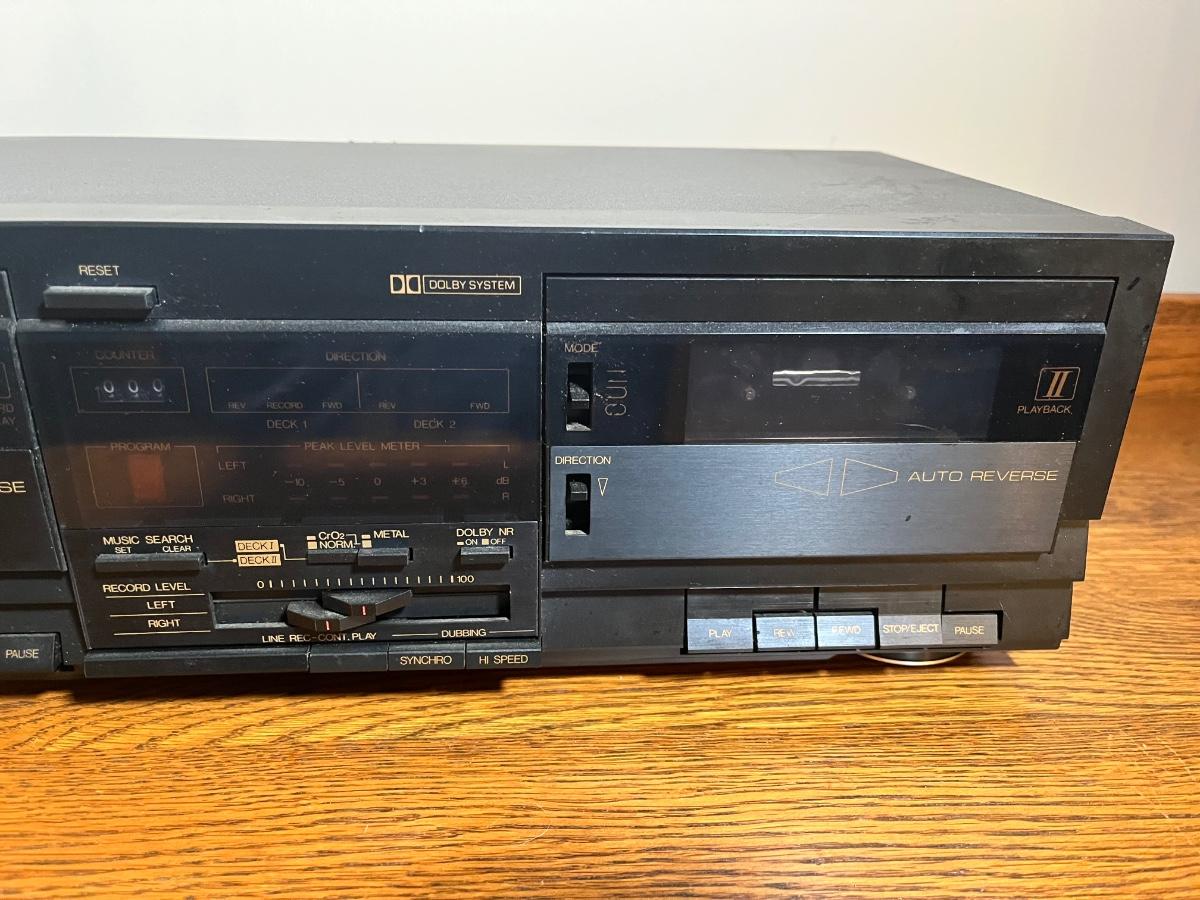 RESET
DOLBY SYSTEM
COUNTER
DIRECTION
000
REV RECORD FWD REV FWD
DECK 1 DECK 2
PROGRAM
PEAK LEVEL METER
LEFT L
-10 -5 0 +3 +6 dB
RIGHT R
SE
MUSIC SEARCH
SET CLEAR
DECK I
DECK II
CrO2
NORM.
METAL
DOLBY NR
ON OFF
RECORD LEVEL
LEFT
RIGHT
0 100
LINE REC-CONT. PLAY DUBBING
PAUSE
SYNCHRO HI SPEED
MODE
II
PLAYBACK
DIRECTION
AUTO REVERSE
PLAY REW F.FWD STOP/EJECT PAUSE